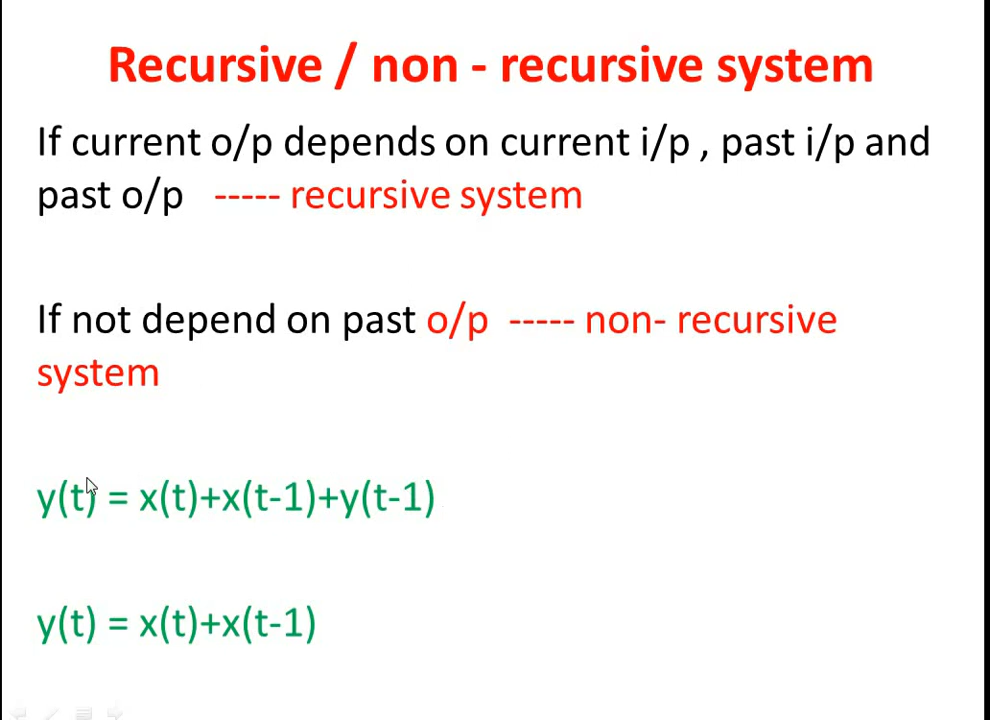 Recursive / non - recursive system
If current o/p depends on current i/p , past i/p and
past o/p ----- recursive system
If not depend on past o/p ----- non- recursive
system
y(t) = x(t)+x(t-1)+y(t-1)
y(t) = x(t)+x(t-1)